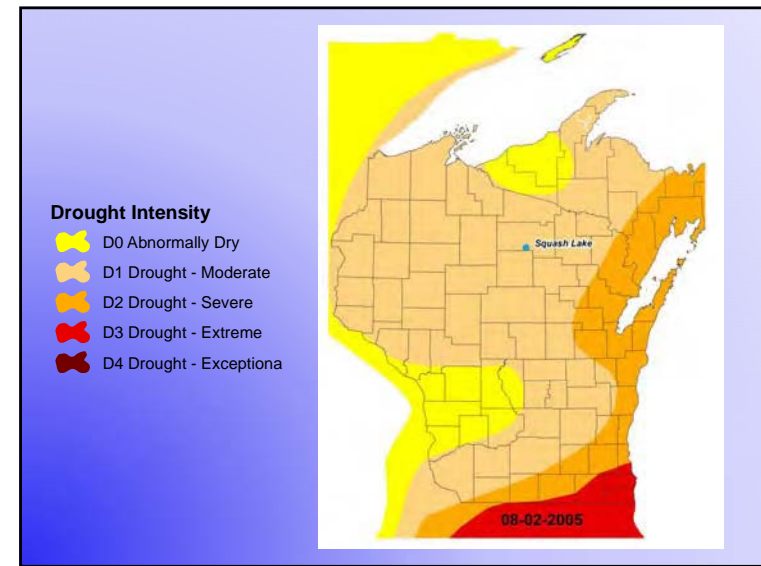 Drought Intensity
D0 Abnormally Dry
D1 Drought - Moderate
D2 Drought - Severe
D3 Drought - Extreme
D4 Drought - Exceptiona
Squash Lake
08-02-2005